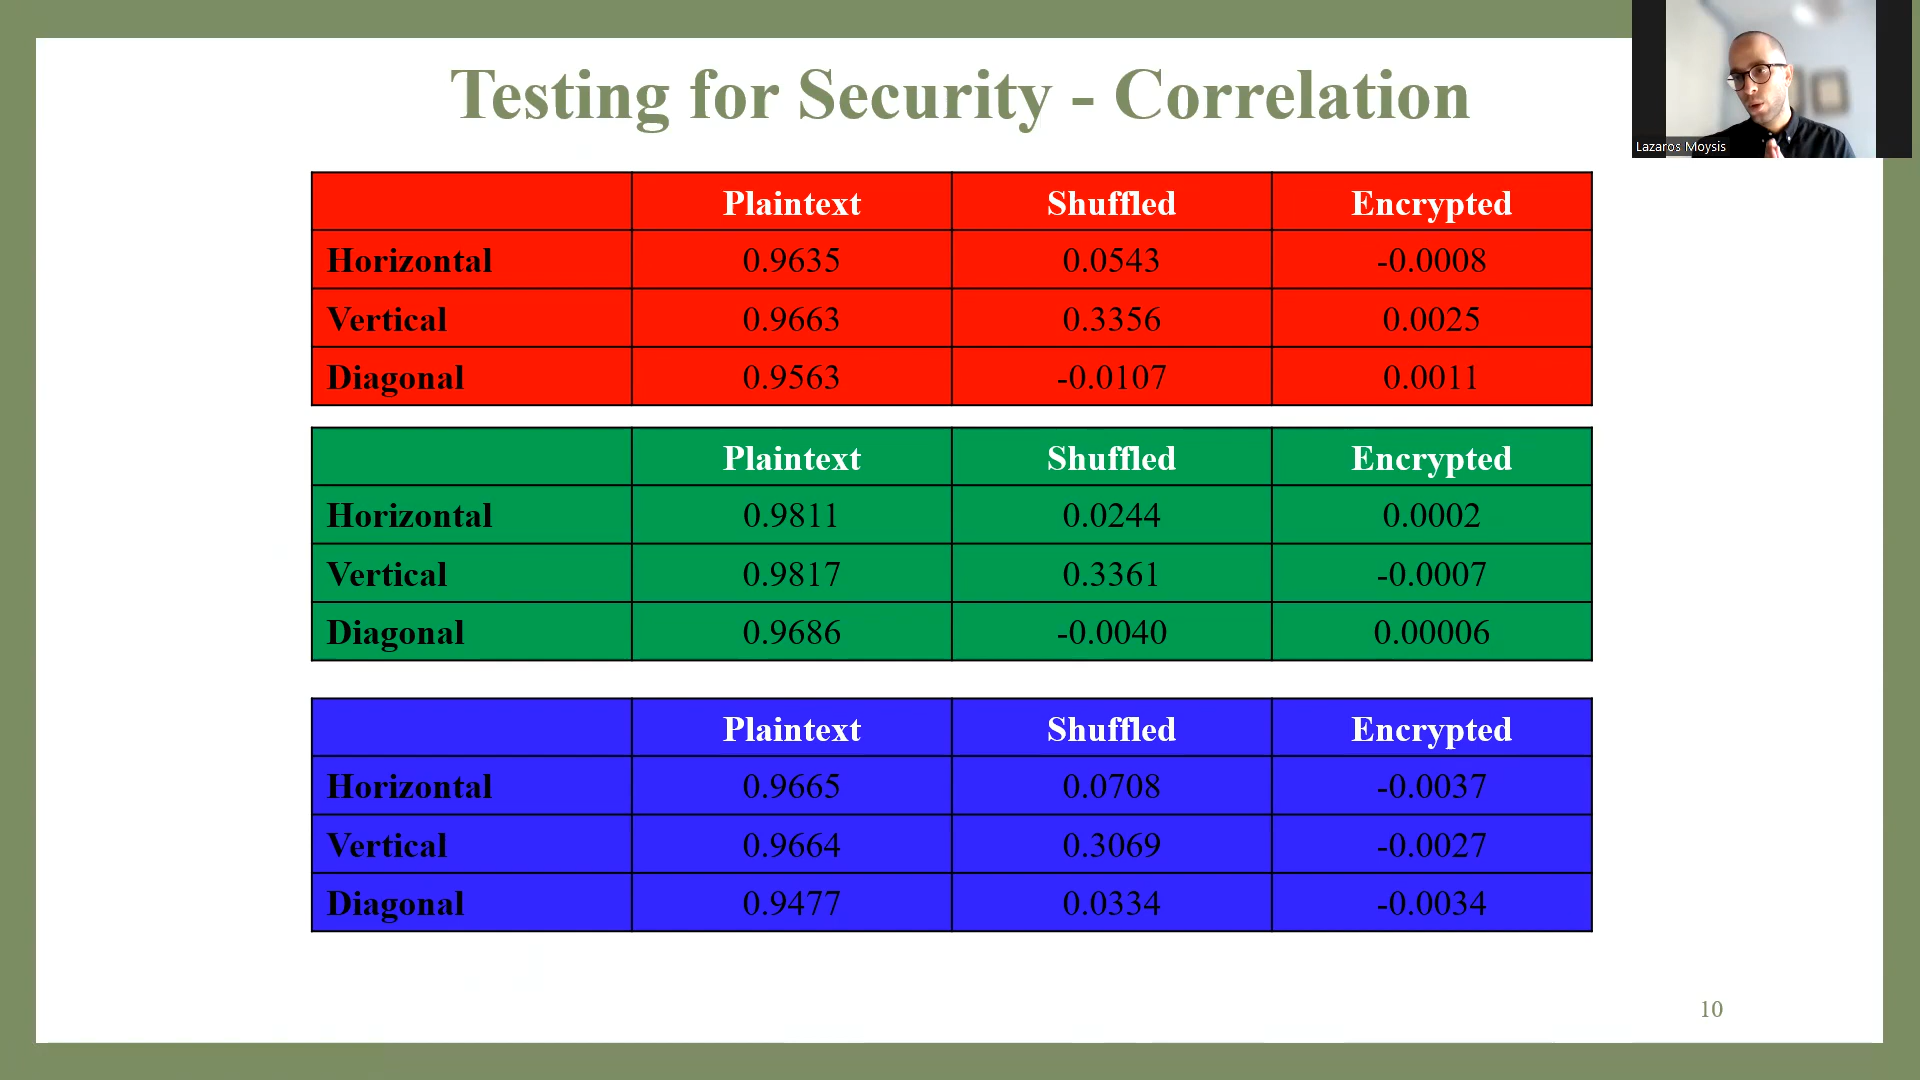 Testing for Security - Correlation
Lazaros Moysis
Plaintext Shuffled Encrypted
Horizontal 0.9635 0.0543 -0.0008
Vertical 0.9663 0.3356 0.0025
Diagonal 0.9563 -0.0107 0.0011
Plaintext Shuffled Encrypted
Horizontal 0.9811 0.0244 0.0002
Vertical 0.9817 0.3361 -0.0007
Diagonal 0.9686 -0.0040 0.00006
Plaintext Shuffled Encrypted
Horizontal 0.9665 0.0708 -0.0037
Vertical 0.9664 0.3069 -0.0027
Diagonal 0.9477 0.0334 -0.0034
10